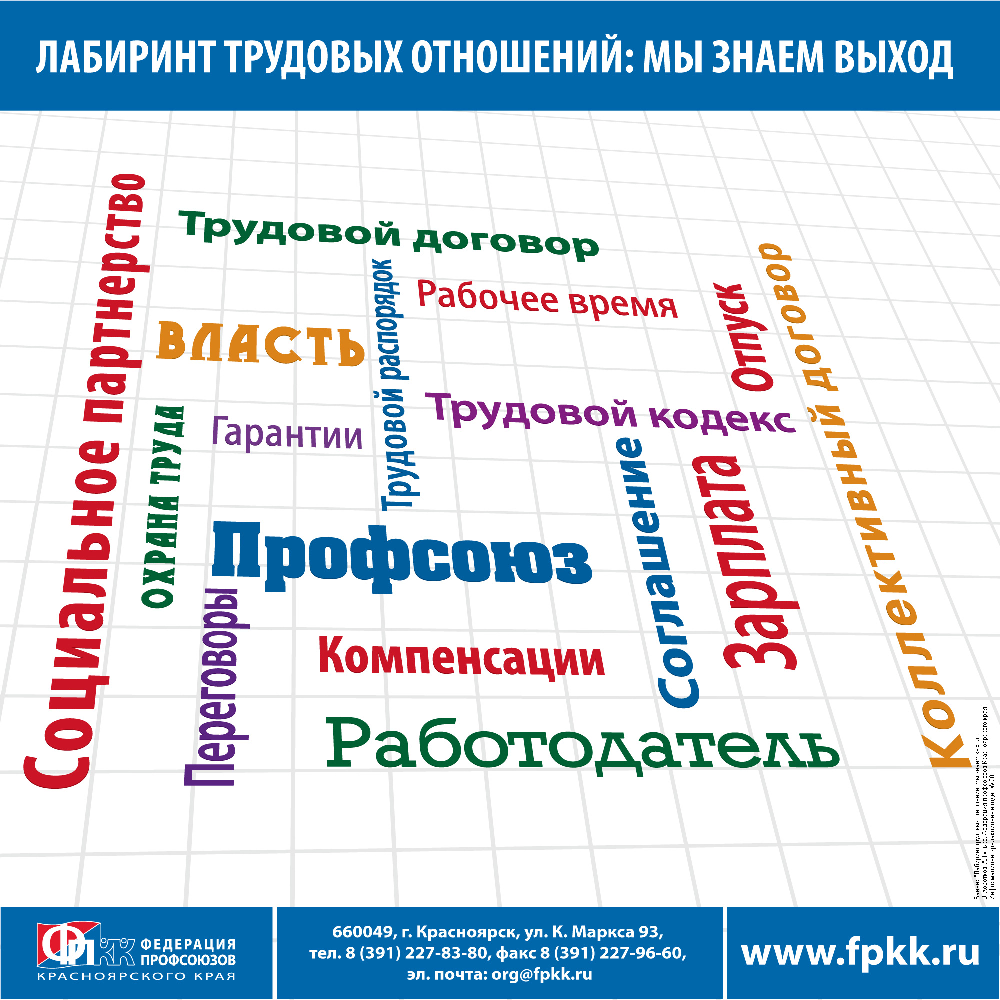 ЛАБИРИНТ ТРУДОВЫХ ОТНОШЕНИЙ: МЫ ЗНАЕМ ВЫХОД
Социальное партнерство
Трудовой договор
Трудовой распорядок
Рабочее время
Отпуск
Коллективный договор
ВЛАСТЬ
Трудовой кодекс
ОХРАНА ТРУДА
Гарантии
Соглашение
Зарплата
Профсоюз
Переговоры
Компенсации
Работодатель
Баннер "Лабиринт трудовых отношений: мы знаем выход".
В. Хоботков, А. Гунько. Федерация профсоюзов Красноярского края.
Информационно-редакционный отдел © 2011
ФПКК
ФЕДЕРАЦИЯ
ПРОФСОЮЗОВ
КРАСНОЯРСКОГО КРАЯ
660049, г. Красноярск, ул. К. Маркса 93,
тел. 8 (391) 227-83-80, факс 8 (391) 227-96-60,
эл. почта: org@fpkk.ru
www.fpkk.ru